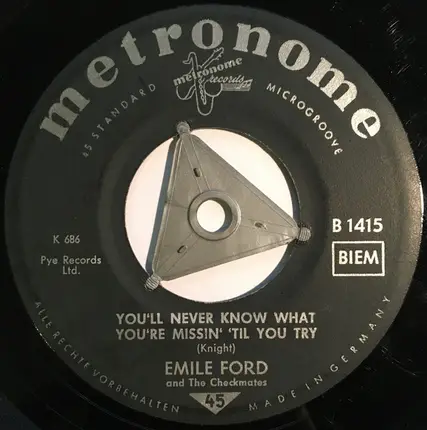 metronome
metronome
records
45 STANDARD
MICROGROOVE
K 686
Pye Records
Ltd.
B 1415
BIEM
YOU'LL NEVER KNOW WHAT
YOU'RE MISSIN' 'TIL YOU TRY
(Knight)
EMILE FORD
and The Checkmates
45
ALLE RECHTE VORBEHALTEN
MADE IN GERMANY